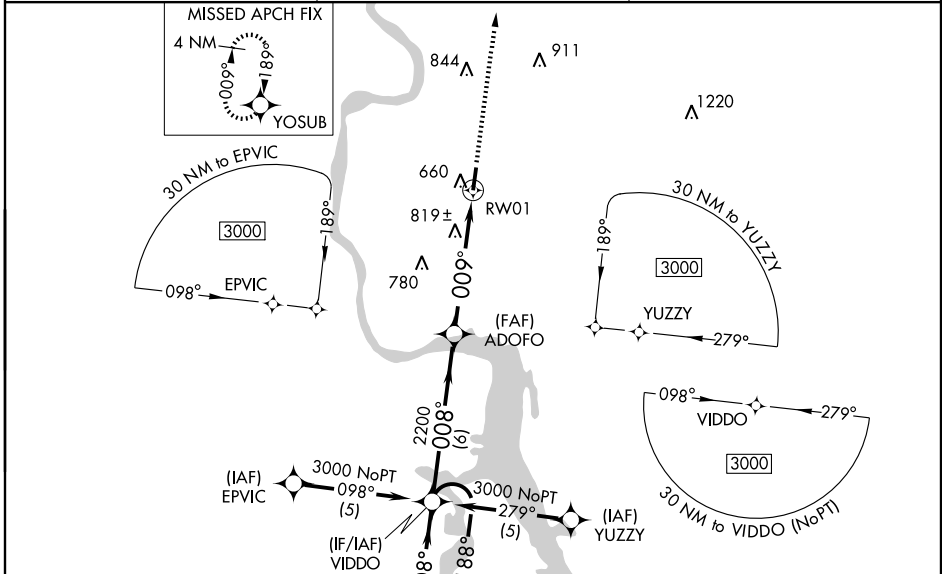 MISSED APCH FIX
4 NM
009°
189°
YOSUB
844
911
1220
30 NM to EPVIC
3000
189°
098°
EPVIC
660
RW01
819±
780
009°
30 NM to YUZZY
189°
3000
YUZZY
279°
(FAF)
ADOFO
2200
008°
(6)
098°
VIDDO
279°
3000
30 NM to VIDDO (NoPT)
(IAF)
EPVIC
3000 NoPT
098°
(5)
3000 NoPT
279°
(5)
(IAF)
YUZZY
(IF/IAF)
VIDDO